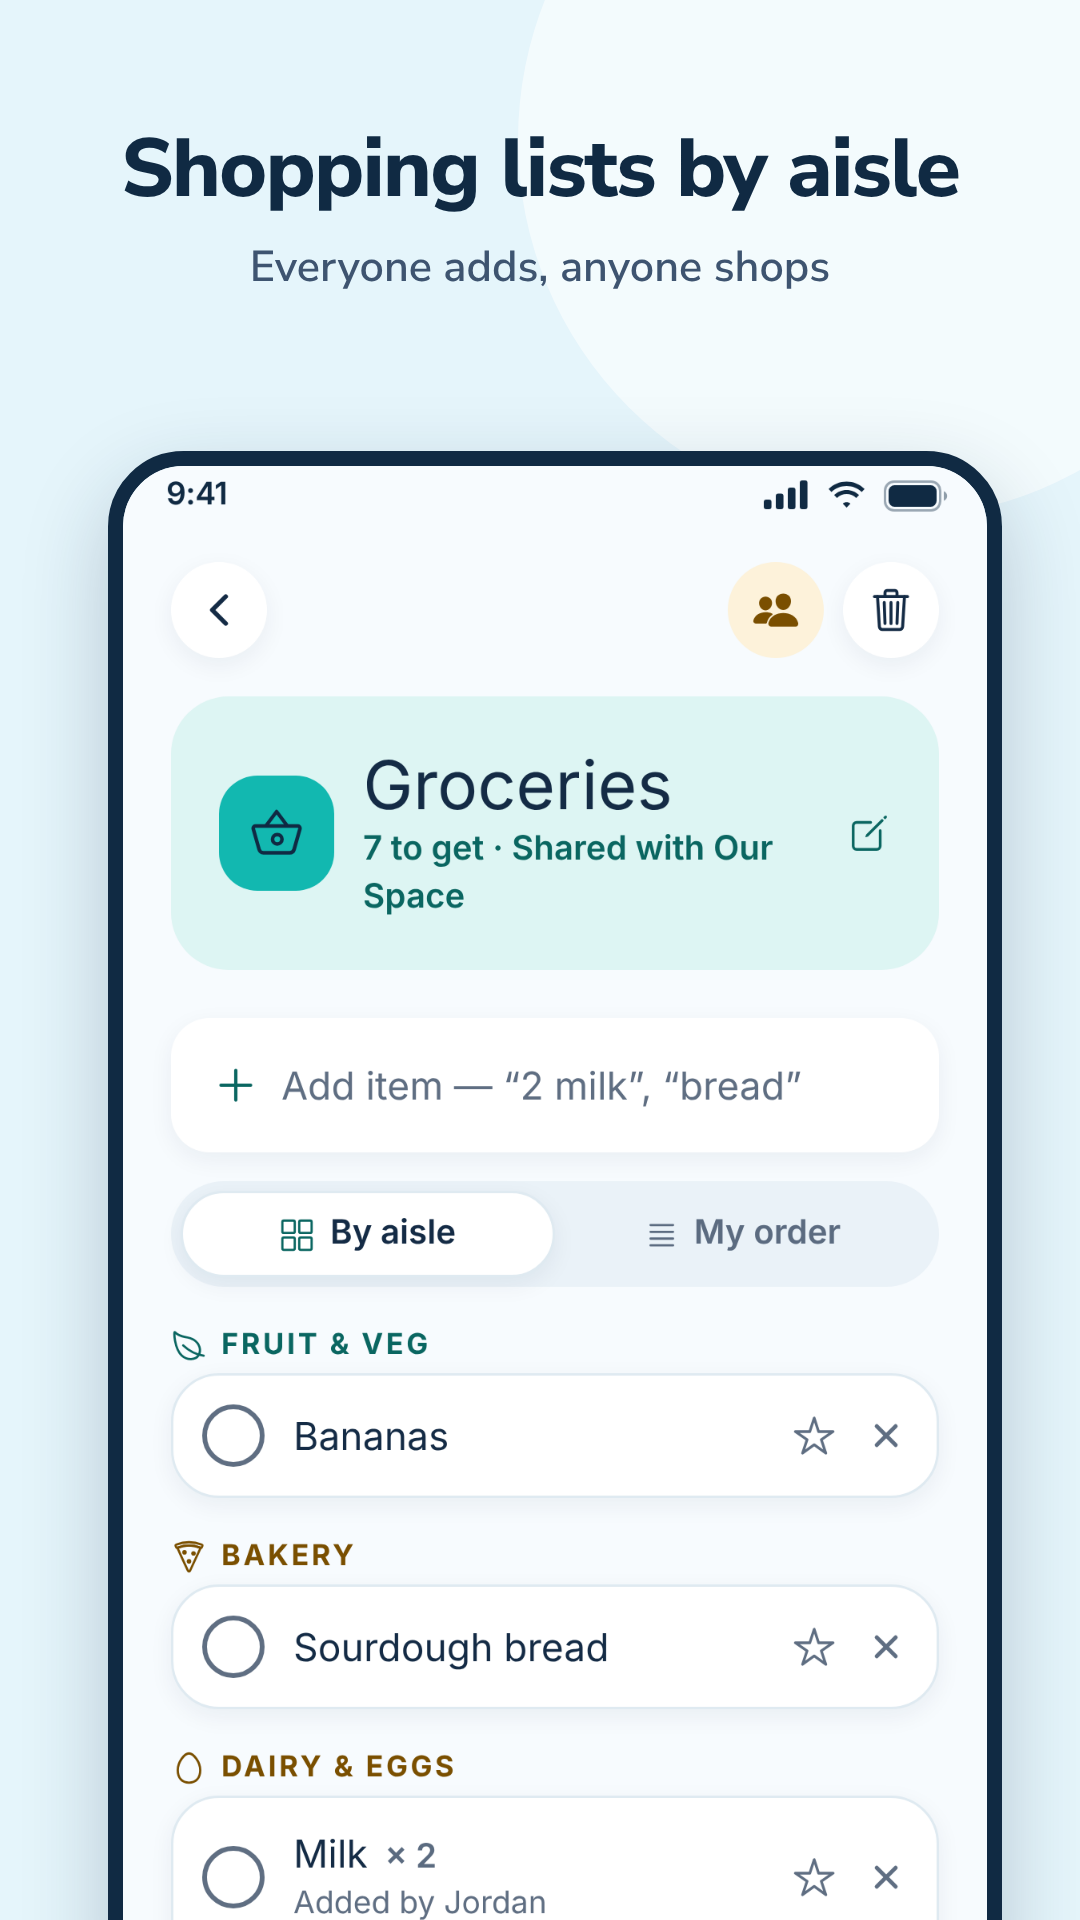 Shopping lists by aisle
Everyone adds, anyone shops
9:41
Groceries
7 to get · Shared with Our
Space
Add item — “2 milk”, “bread”
By aisle
My order
FRUIT & VEG
Bananas
BAKERY
Sourdough bread
DAIRY & EGGS
Milk × 2
Added by Jordan